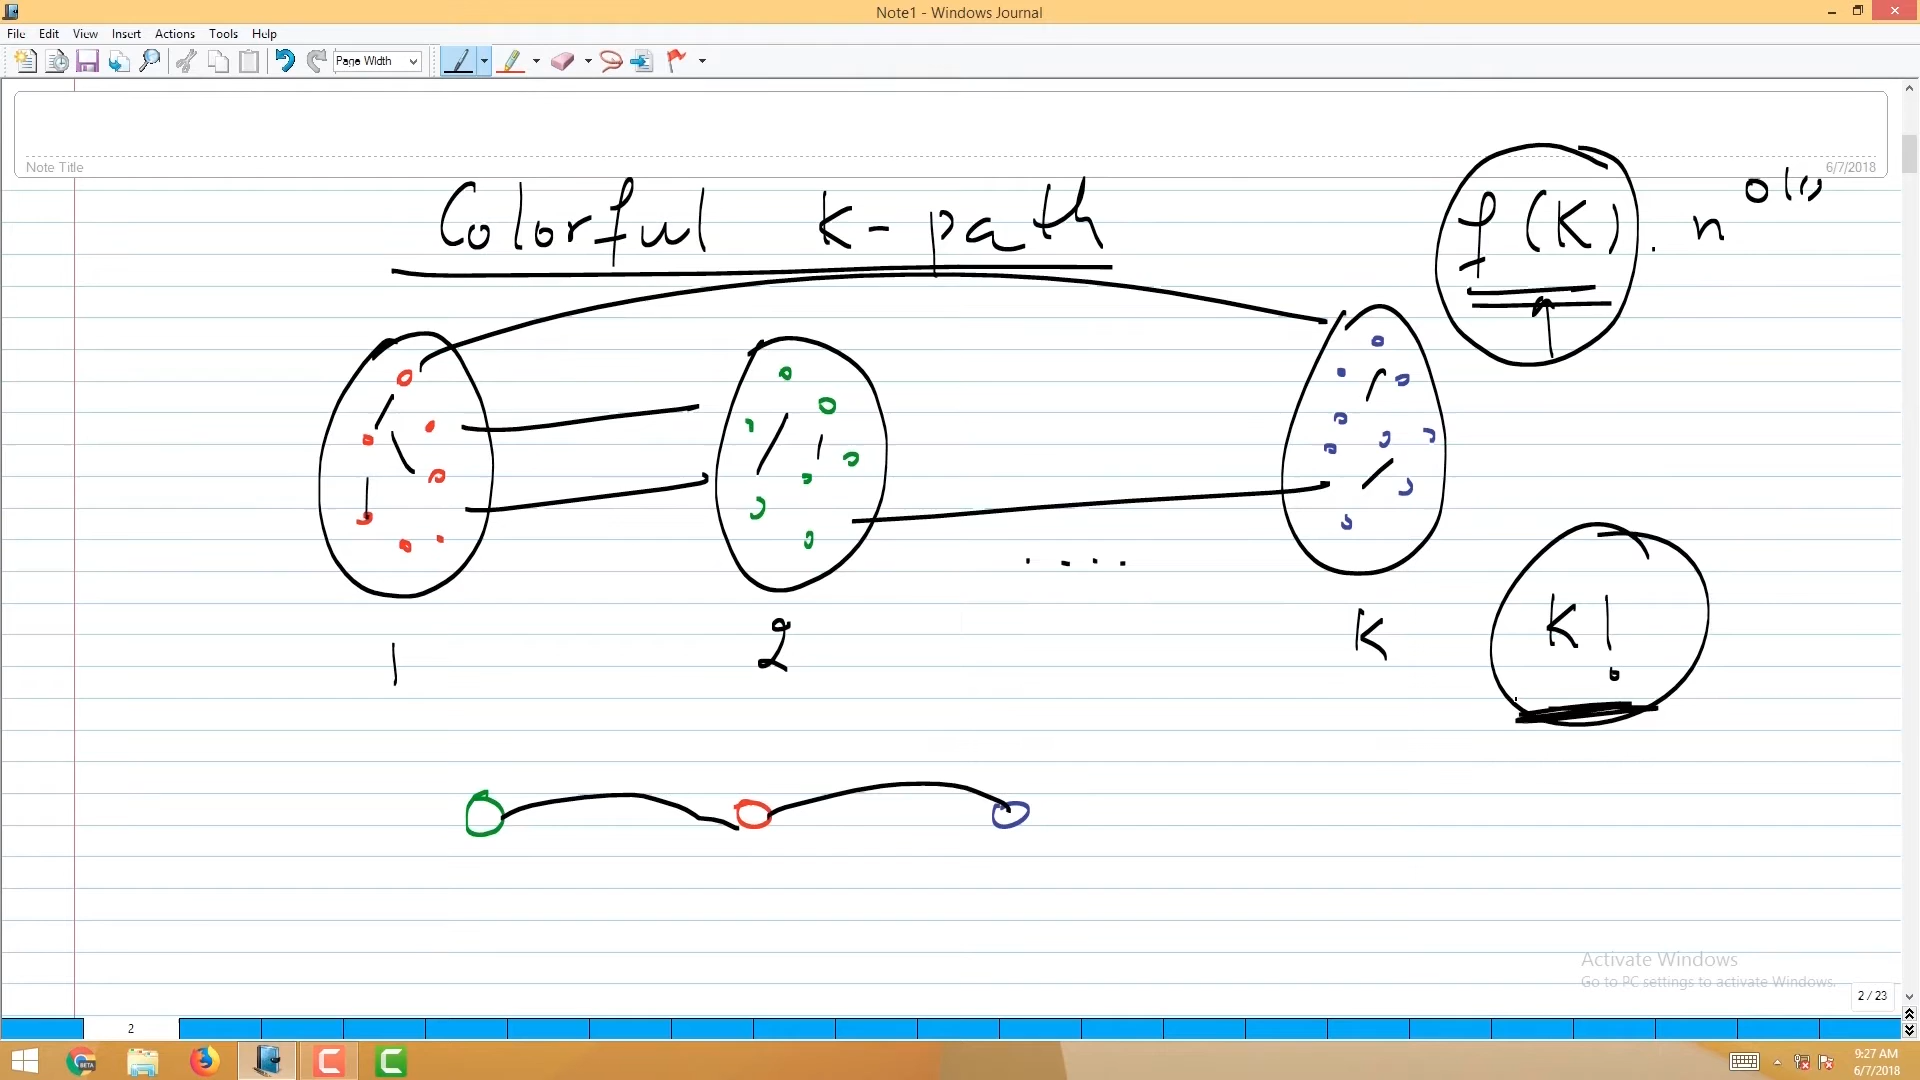 Note1 - Windows Journal
File Edit View Insert Actions Tools Help
Page Width
Note Title
6/7/2018
Colorful k-path
f(k). n^O(1)
1
2
....
k
k!
Activate Windows
Go to PC settings to activate Windows.
2 / 23
2
BETA
9:27 AM
6/7/2018